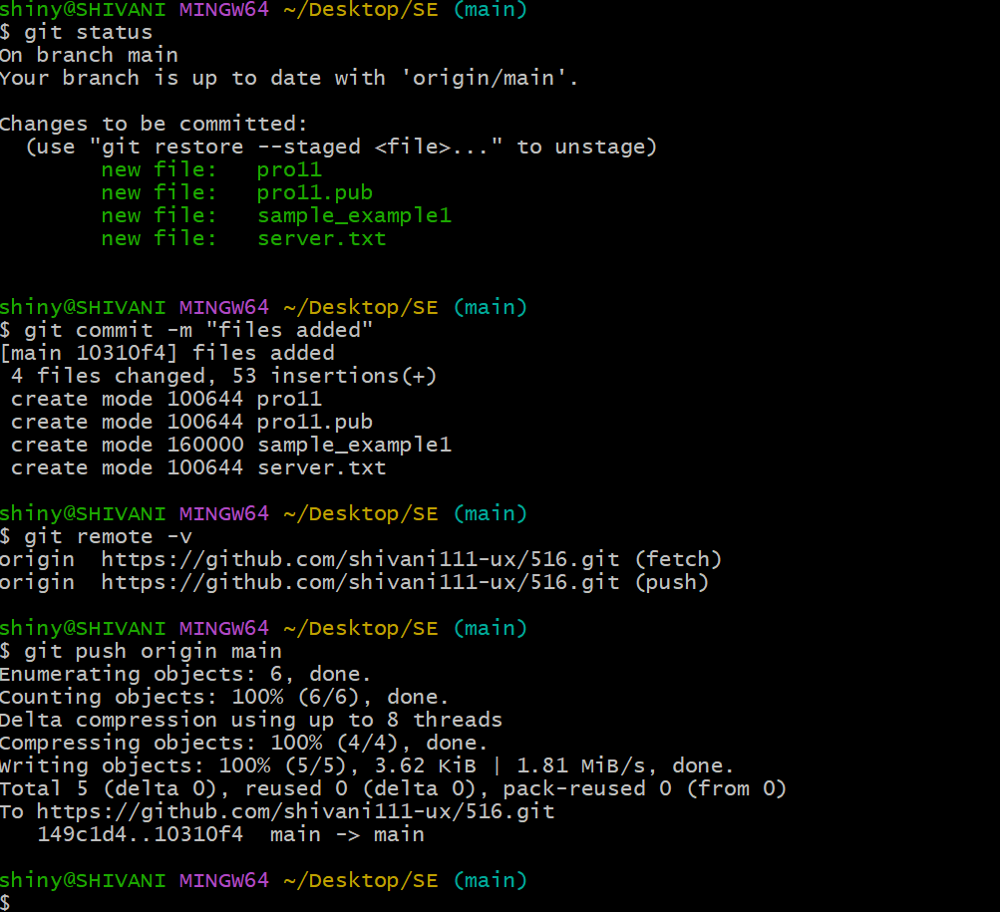 shiny@SHIVANI MINGW64 ~/Desktop/SE (main)
$ git status
On branch main
Your branch is up to date with 'origin/main'.

Changes to be committed:
  (use "git restore --staged <file>..." to unstage)
        new file:   pro11
        new file:   pro11.pub
        new file:   sample_example1
        new file:   server.txt


shiny@SHIVANI MINGW64 ~/Desktop/SE (main)
$ git commit -m "files added"
[main 10310f4] files added
 4 files changed, 53 insertions(+)
 create mode 100644 pro11
 create mode 100644 pro11.pub
 create mode 160000 sample_example1
 create mode 100644 server.txt

shiny@SHIVANI MINGW64 ~/Desktop/SE (main)
$ git remote -v
origin  https://github.com/shivani111-ux/516.git (fetch)
origin  https://github.com/shivani111-ux/516.git (push)

shiny@SHIVANI MINGW64 ~/Desktop/SE (main)
$ git push origin main
Enumerating objects: 6, done.
Counting objects: 100% (6/6), done.
Delta compression using up to 8 threads
Compressing objects: 100% (4/4), done.
Writing objects: 100% (5/5), 3.62 KiB | 1.81 MiB/s, done.
Total 5 (delta 0), reused 0 (delta 0), pack-reused 0 (from 0)
To https://github.com/shivani111-ux/516.git
   149c1d4..10310f4  main -> main

shiny@SHIVANI MINGW64 ~/Desktop/SE (main)
$